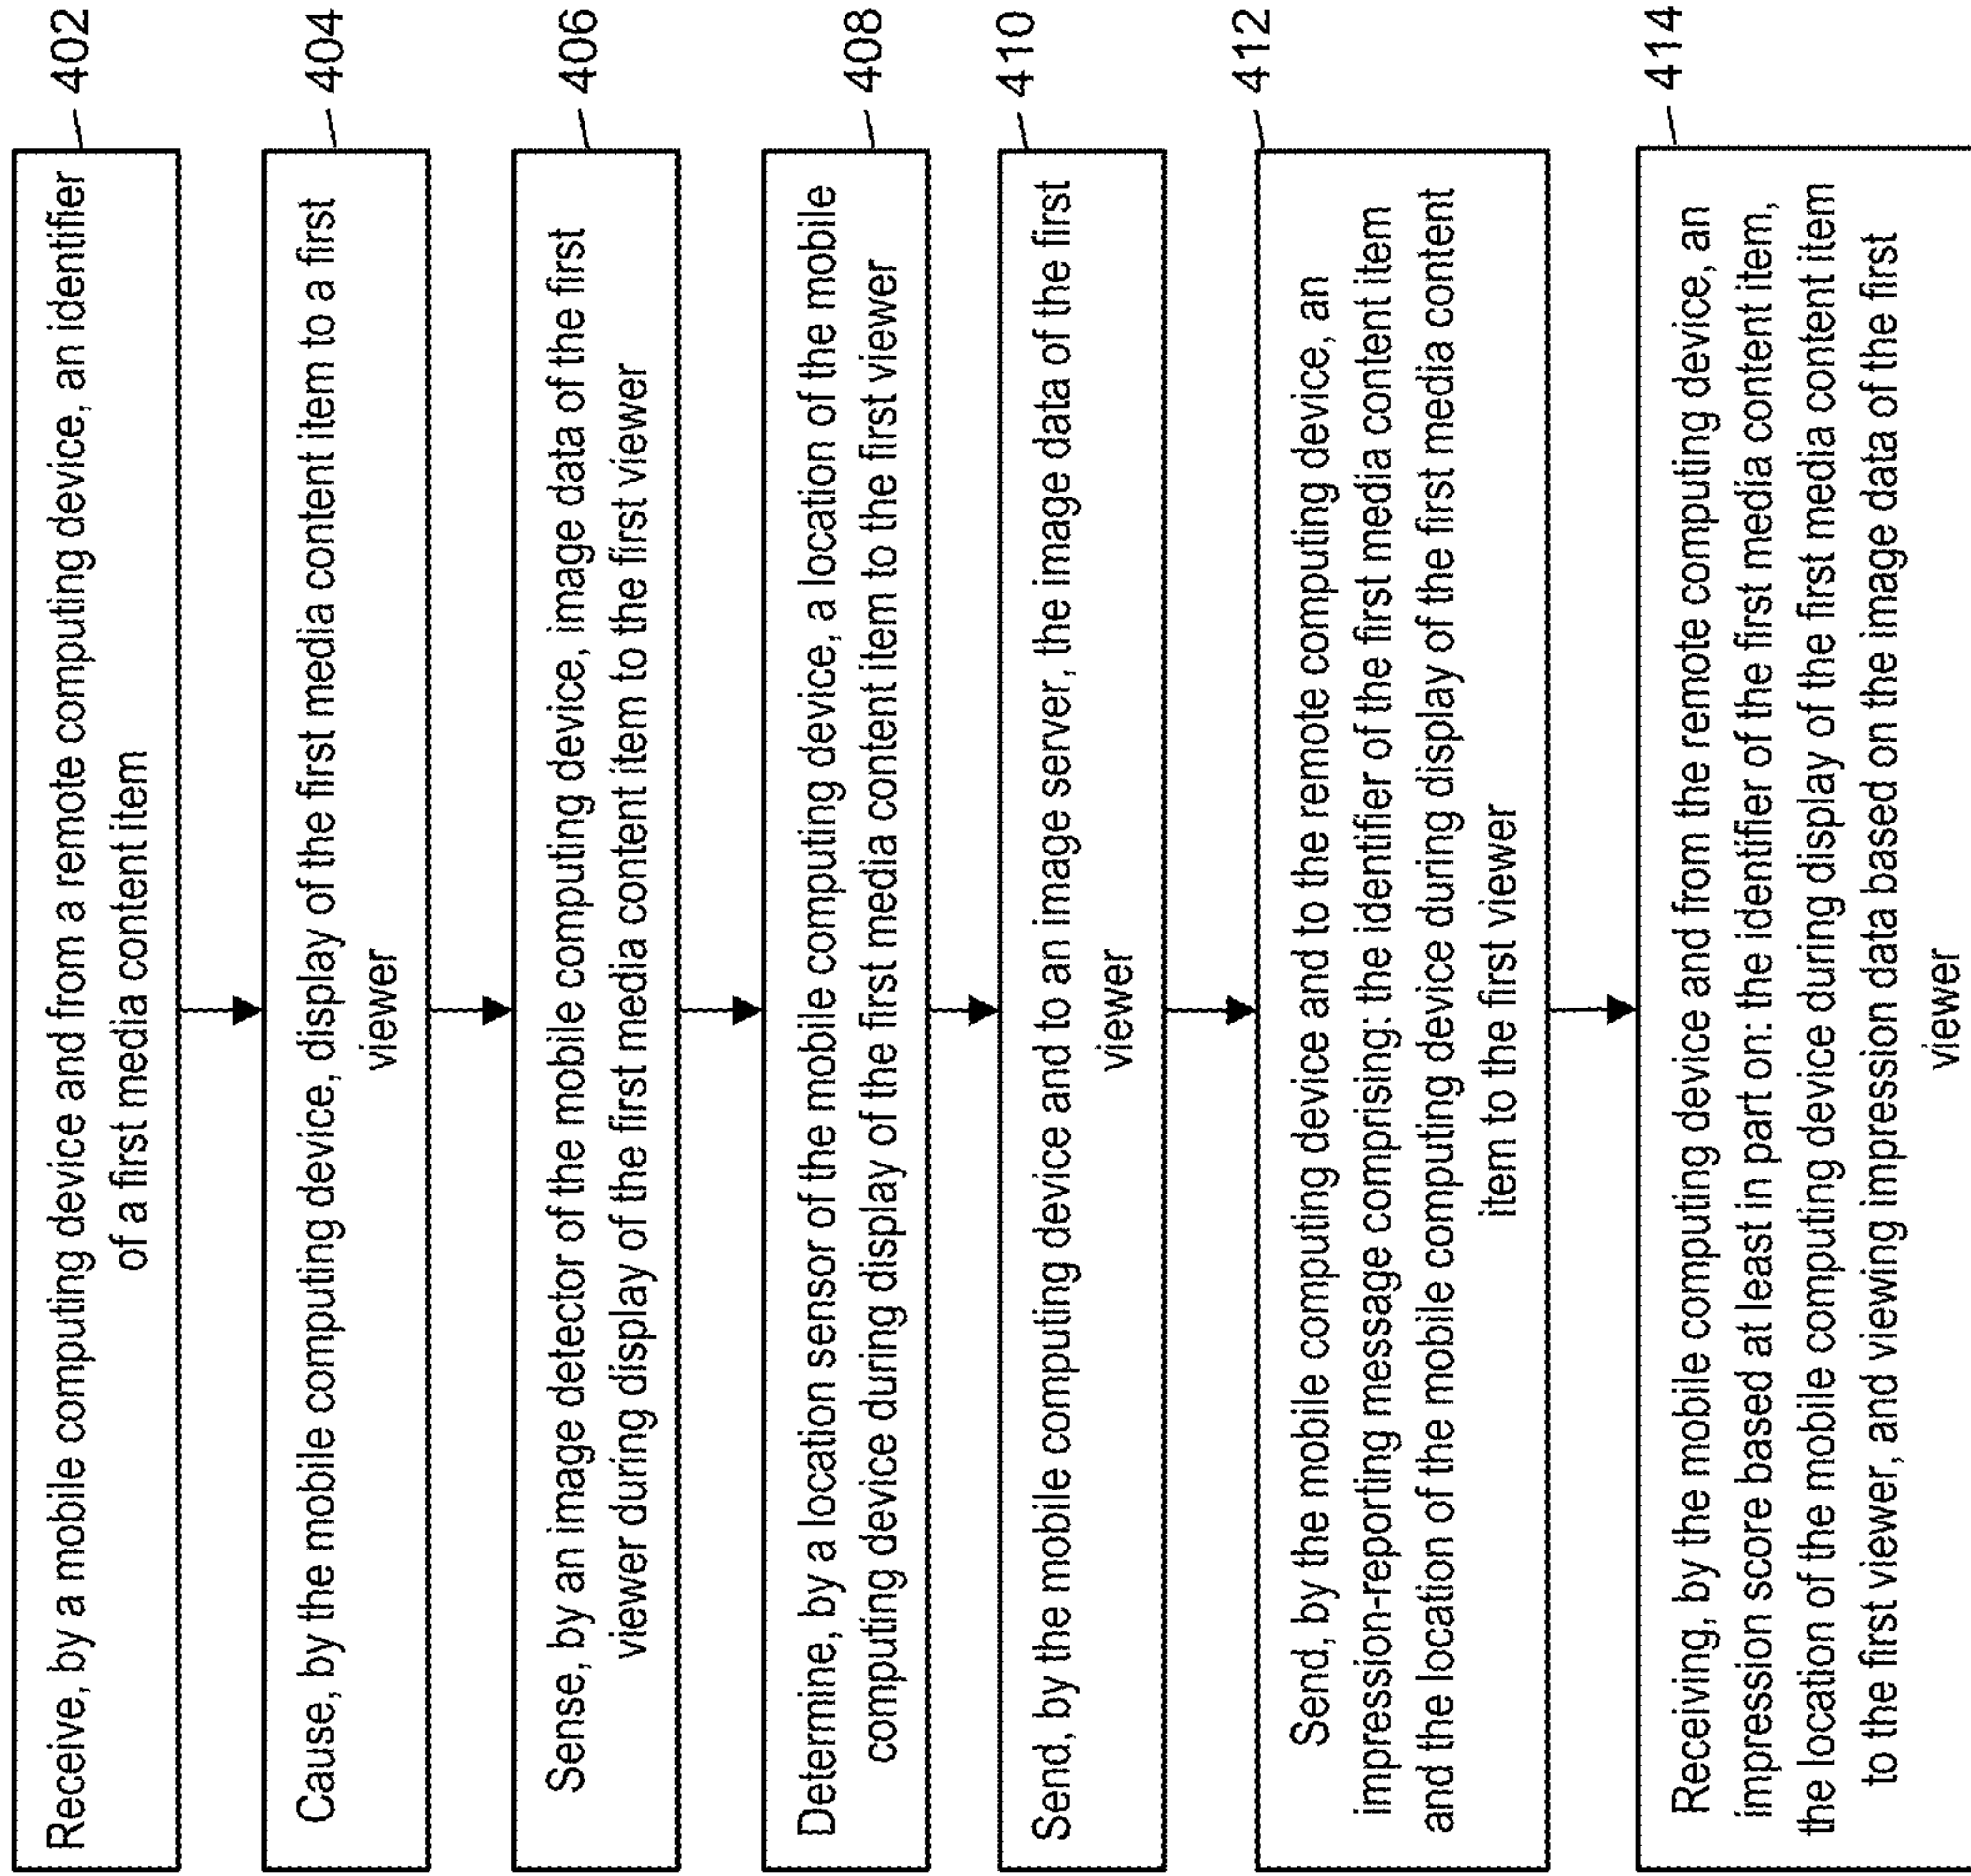 Receive, by a mobile computing device and from a remote computing device, an identifier
of a first media content item
402
Cause, by the mobile computing device, display of the first media content item to a first
viewer
404
Sense, by an image detector of the mobile computing device, image data of the first
viewer during display of the first media content item to the first viewer
406
Determine, by a location sensor of the mobile computing device, a location of the mobile
computing device during display of the first media content item to the first viewer
408
Send, by the mobile computing device and to an image server, the image data of the first
viewer
410
Send, by the mobile computing device and to the remote computing device, an
impression-reporting message comprising: the identifier of the first media content item
and the location of the mobile computing device during display of the first media content
item to the first viewer
412
Receiving, by the mobile computing device and from the remote computing device, an
impression score based at least in part on: the identifier of the first media content item,
the location of the mobile computing device during display of the first media content item
to the first viewer, and viewing impression data based on the image data of the first
viewer
414